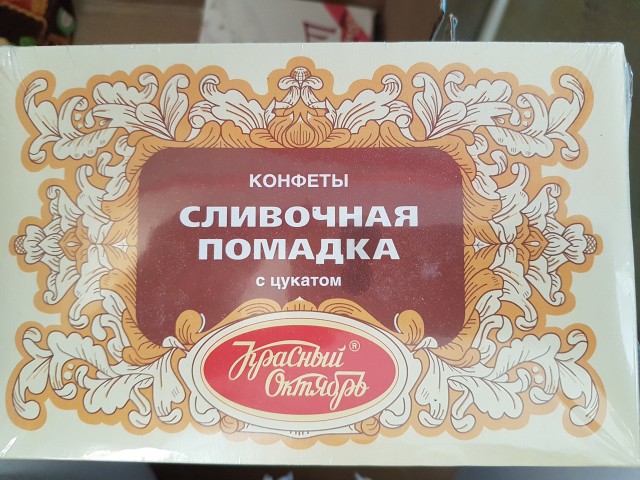 КОНФЕТЫ
СЛИВОЧНАЯ
ПОМАДКА
с цукатом
Красный ®
Октябрь